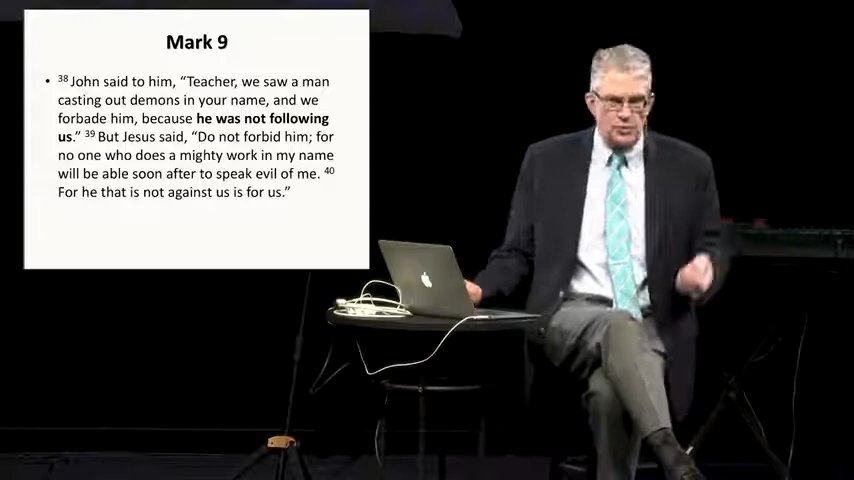 Mark 9
• ³⁸ John said to him, “Teacher, we saw a man
casting out demons in your name, and we
forbade him, because he was not following
us.” ³⁹ But Jesus said, “Do not forbid him; for
no one who does a mighty work in my name
will be able soon after to speak evil of me. ⁴⁰
For he that is not against us is for us.”